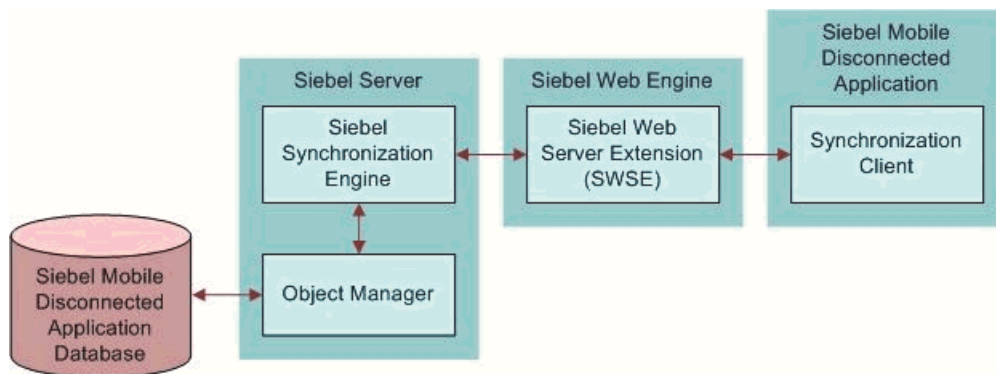 Siebel Server
Siebel
Synchronization
Engine
Object Manager
Siebel Web Engine
Siebel Web
Server Extension
(SWSE)
Siebel Mobile
Disconnected
Application
Synchronization
Client
Siebel Mobile
Disconnected
Application
Database